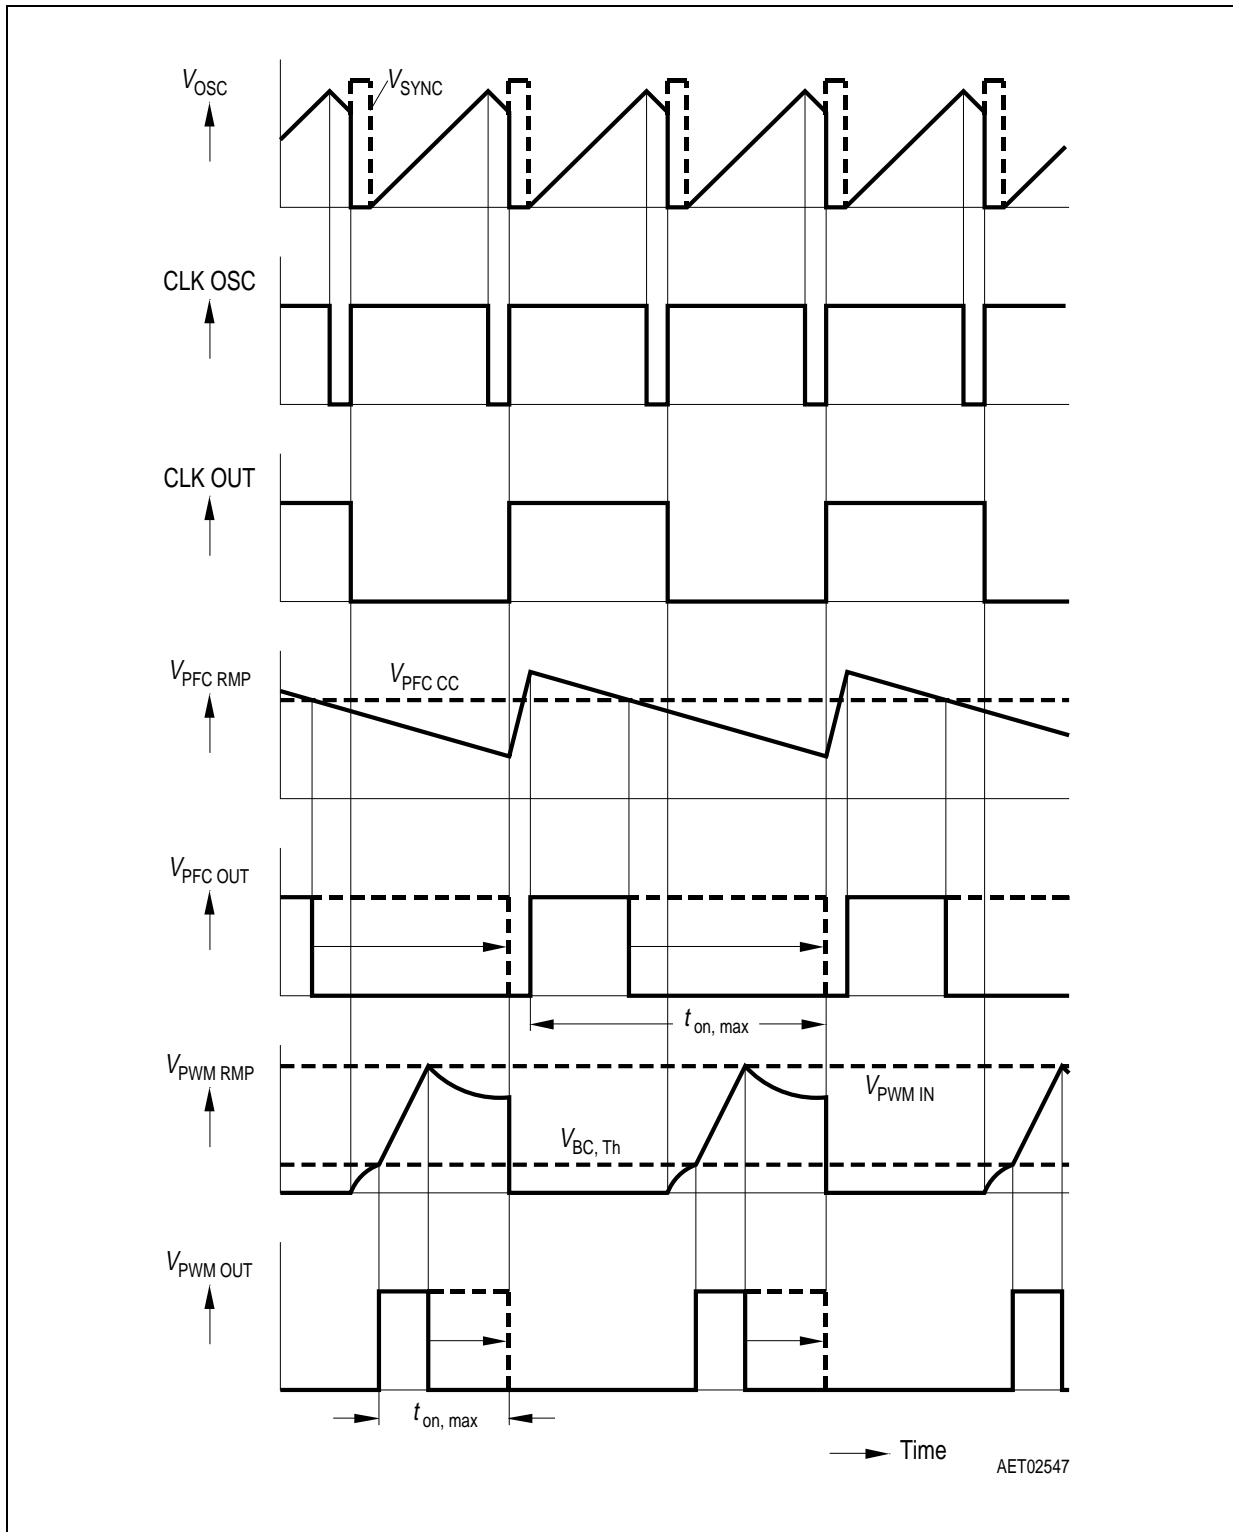 VOSC
VSYNC
CLK OSC
CLK OUT
VPFC RMP
VPFC CC
VPFC OUT
ton, max
VPWM RMP
VPWM IN
VBC, Th
VPWM OUT
ton, max
Time
AET02547